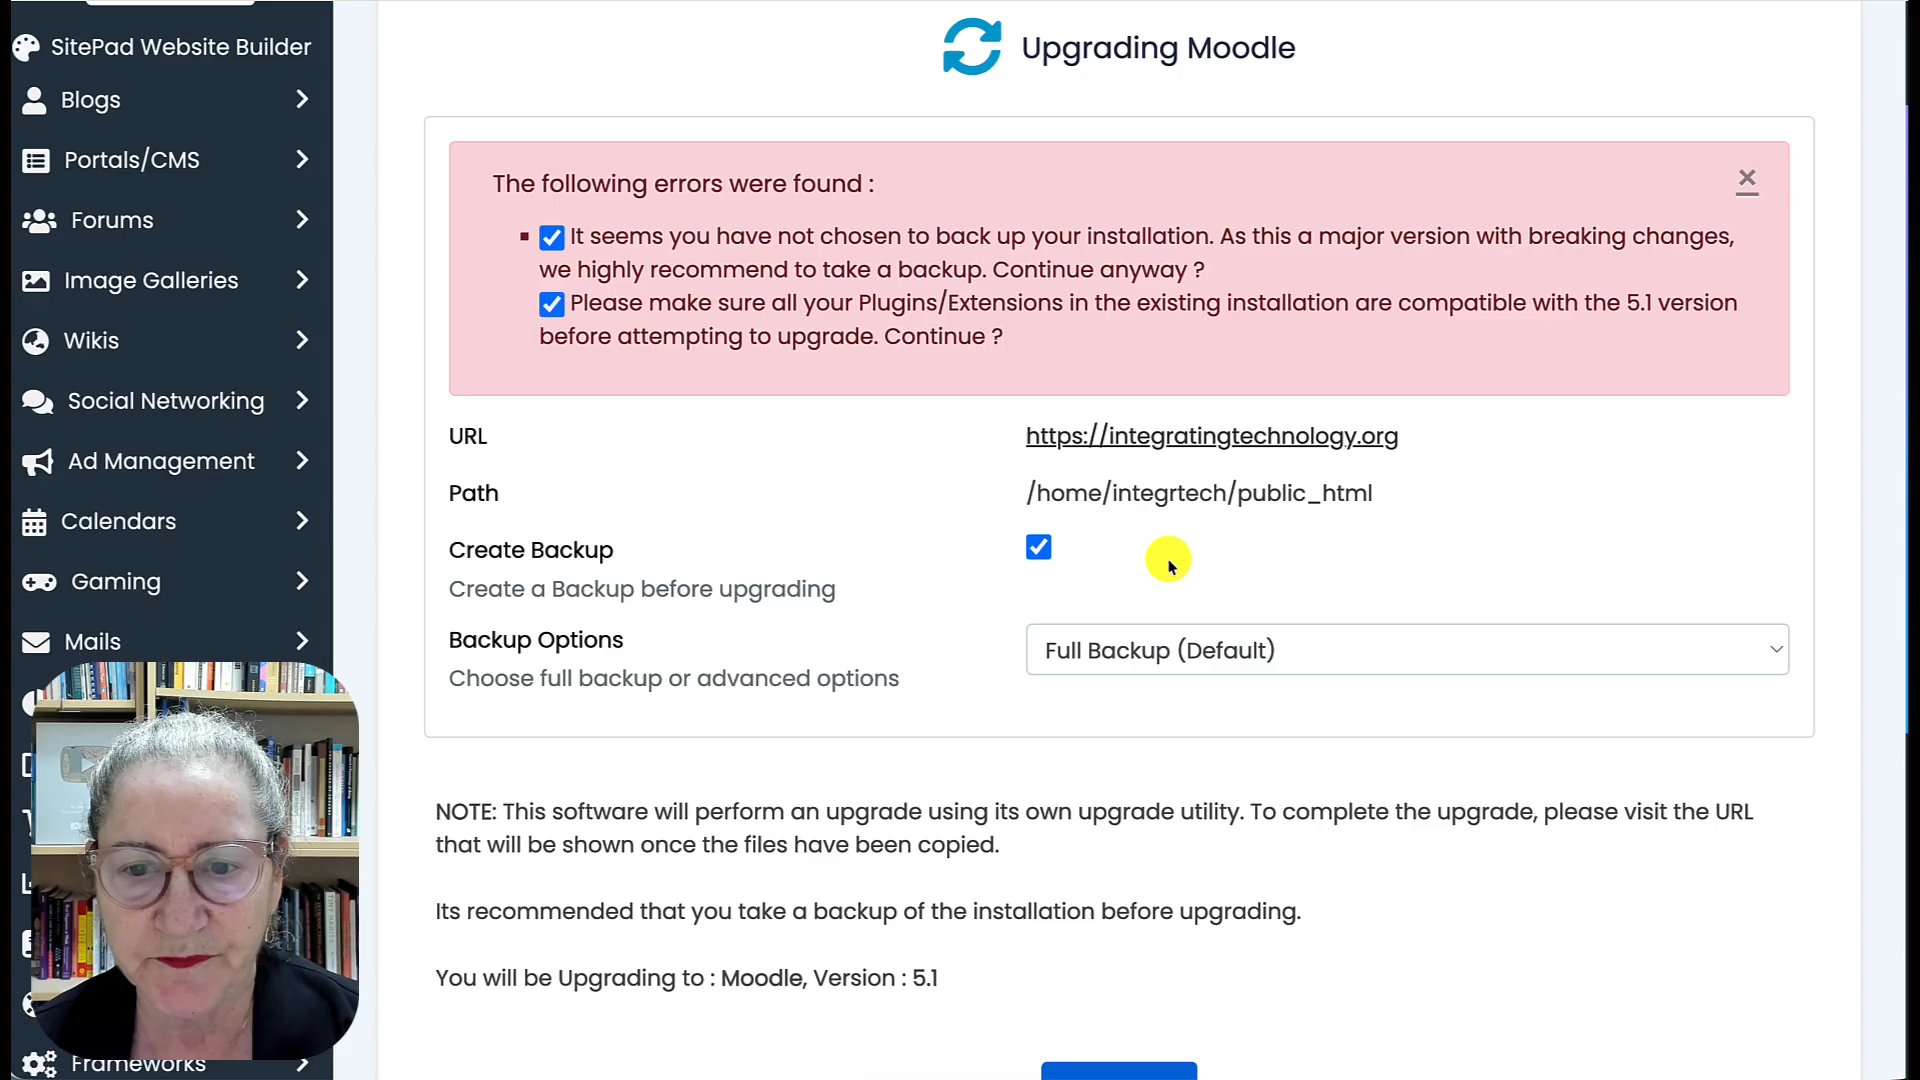 SitePad Website Builder
Blogs
Portals/CMS
Forums
Image Galleries
Wikis
Social Networking
Ad Management
Calendars
Gaming
Mails
Frameworks
Upgrading Moodle
The following errors were found :
It seems you have not chosen to back up your installation. As this a major version with breaking changes,
we highly recommend to take a backup. Continue anyway ?
Please make sure all your Plugins/Extensions in the existing installation are compatible with the 5.1 version
before attempting to upgrade. Continue ?
URL
https://integratingtechnology.org
Path
/home/integrtech/public_html
Create Backup
Create a Backup before upgrading
Backup Options
Full Backup (Default)
Choose full backup or advanced options
NOTE: This software will perform an upgrade using its own upgrade utility. To complete the upgrade, please visit the URL
that will be shown once the files have been copied.
Its recommended that you take a backup of the installation before upgrading.
You will be Upgrading to : Moodle, Version : 5.1